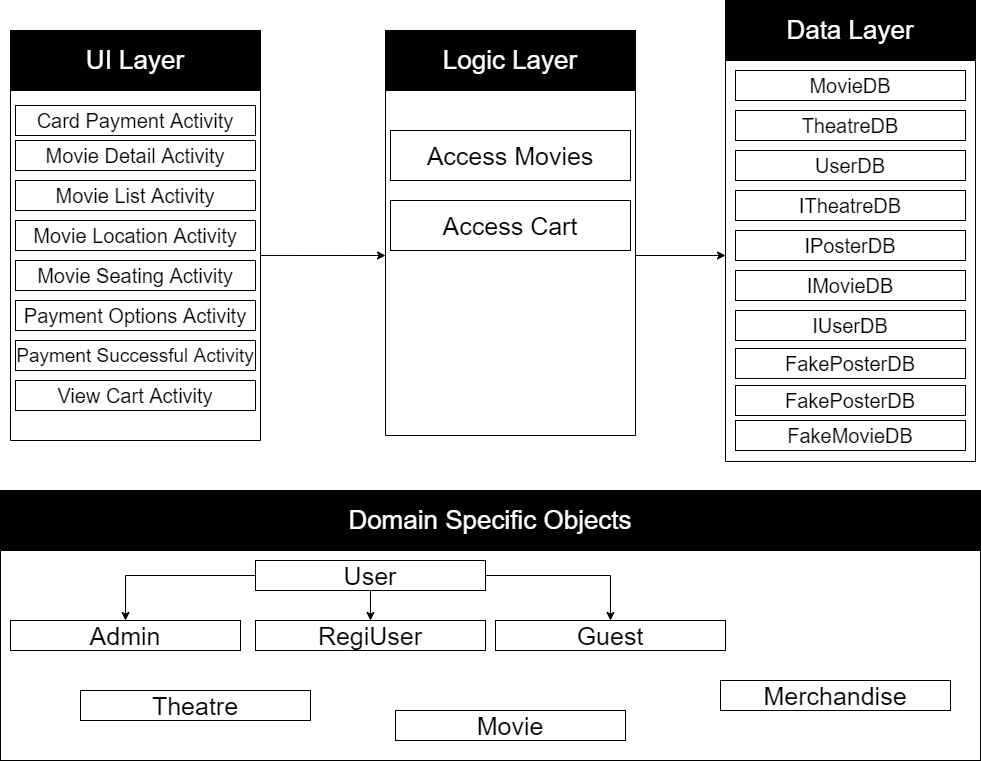 UI Layer
Card Payment Activity
Movie Detail Activity
Movie List Activity
Movie Location Activity
Movie Seating Activity
Payment Options Activity
Payment Successful Activity
View Cart Activity
Logic Layer
Access Movies
Access Cart
Data Layer
MovieDB
TheatreDB
UserDB
ITheatreDB
IPosterDB
IMovieDB
IUserDB
FakePosterDB
FakePosterDB
FakeMovieDB
Domain Specific Objects
User
Admin
RegiUser
Guest
Theatre
Movie
Merchandise